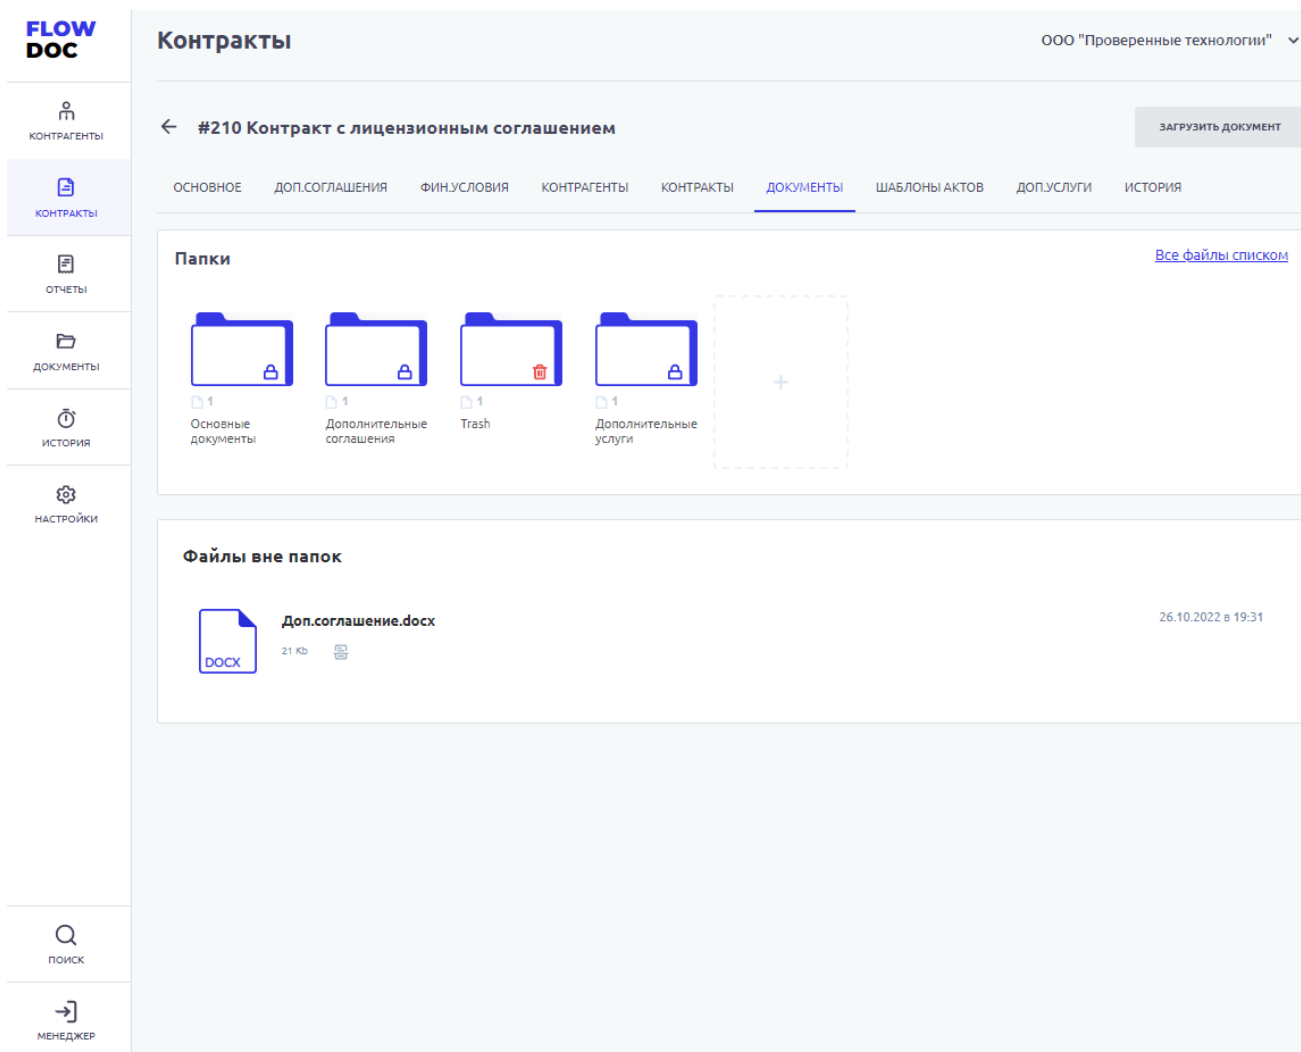 FLOW
DOC
Контракты
ООО "Проверенные технологии"
КОНТРАГЕНТЫ
КОНТРАКТЫ
ОТЧЕТЫ
ДОКУМЕНТЫ
ИСТОРИЯ
НАСТРОЙКИ
ПОИСК
МЕНЕДЖЕР
#210 Контракт с лицензионным соглашением
ЗАГРУЗИТЬ ДОКУМЕНТ
ОСНОВНОЕ ДОП.СОГЛАШЕНИЯ ФИН.УСЛОВИЯ КОНТРАГЕНТЫ КОНТРАКТЫ ДОКУМЕНТЫ ШАБЛОНЫ АКТОВ ДОП.УСЛУГИ ИСТОРИЯ
Папки
Все файлы списком
1
Основные
документы
1
Дополнительные
соглашения
1
Trash
1
Дополнительные
услуги
+
Файлы вне папок
DOCX
Доп.соглашение.docx
21 Kb
26.10.2022 в 19:31